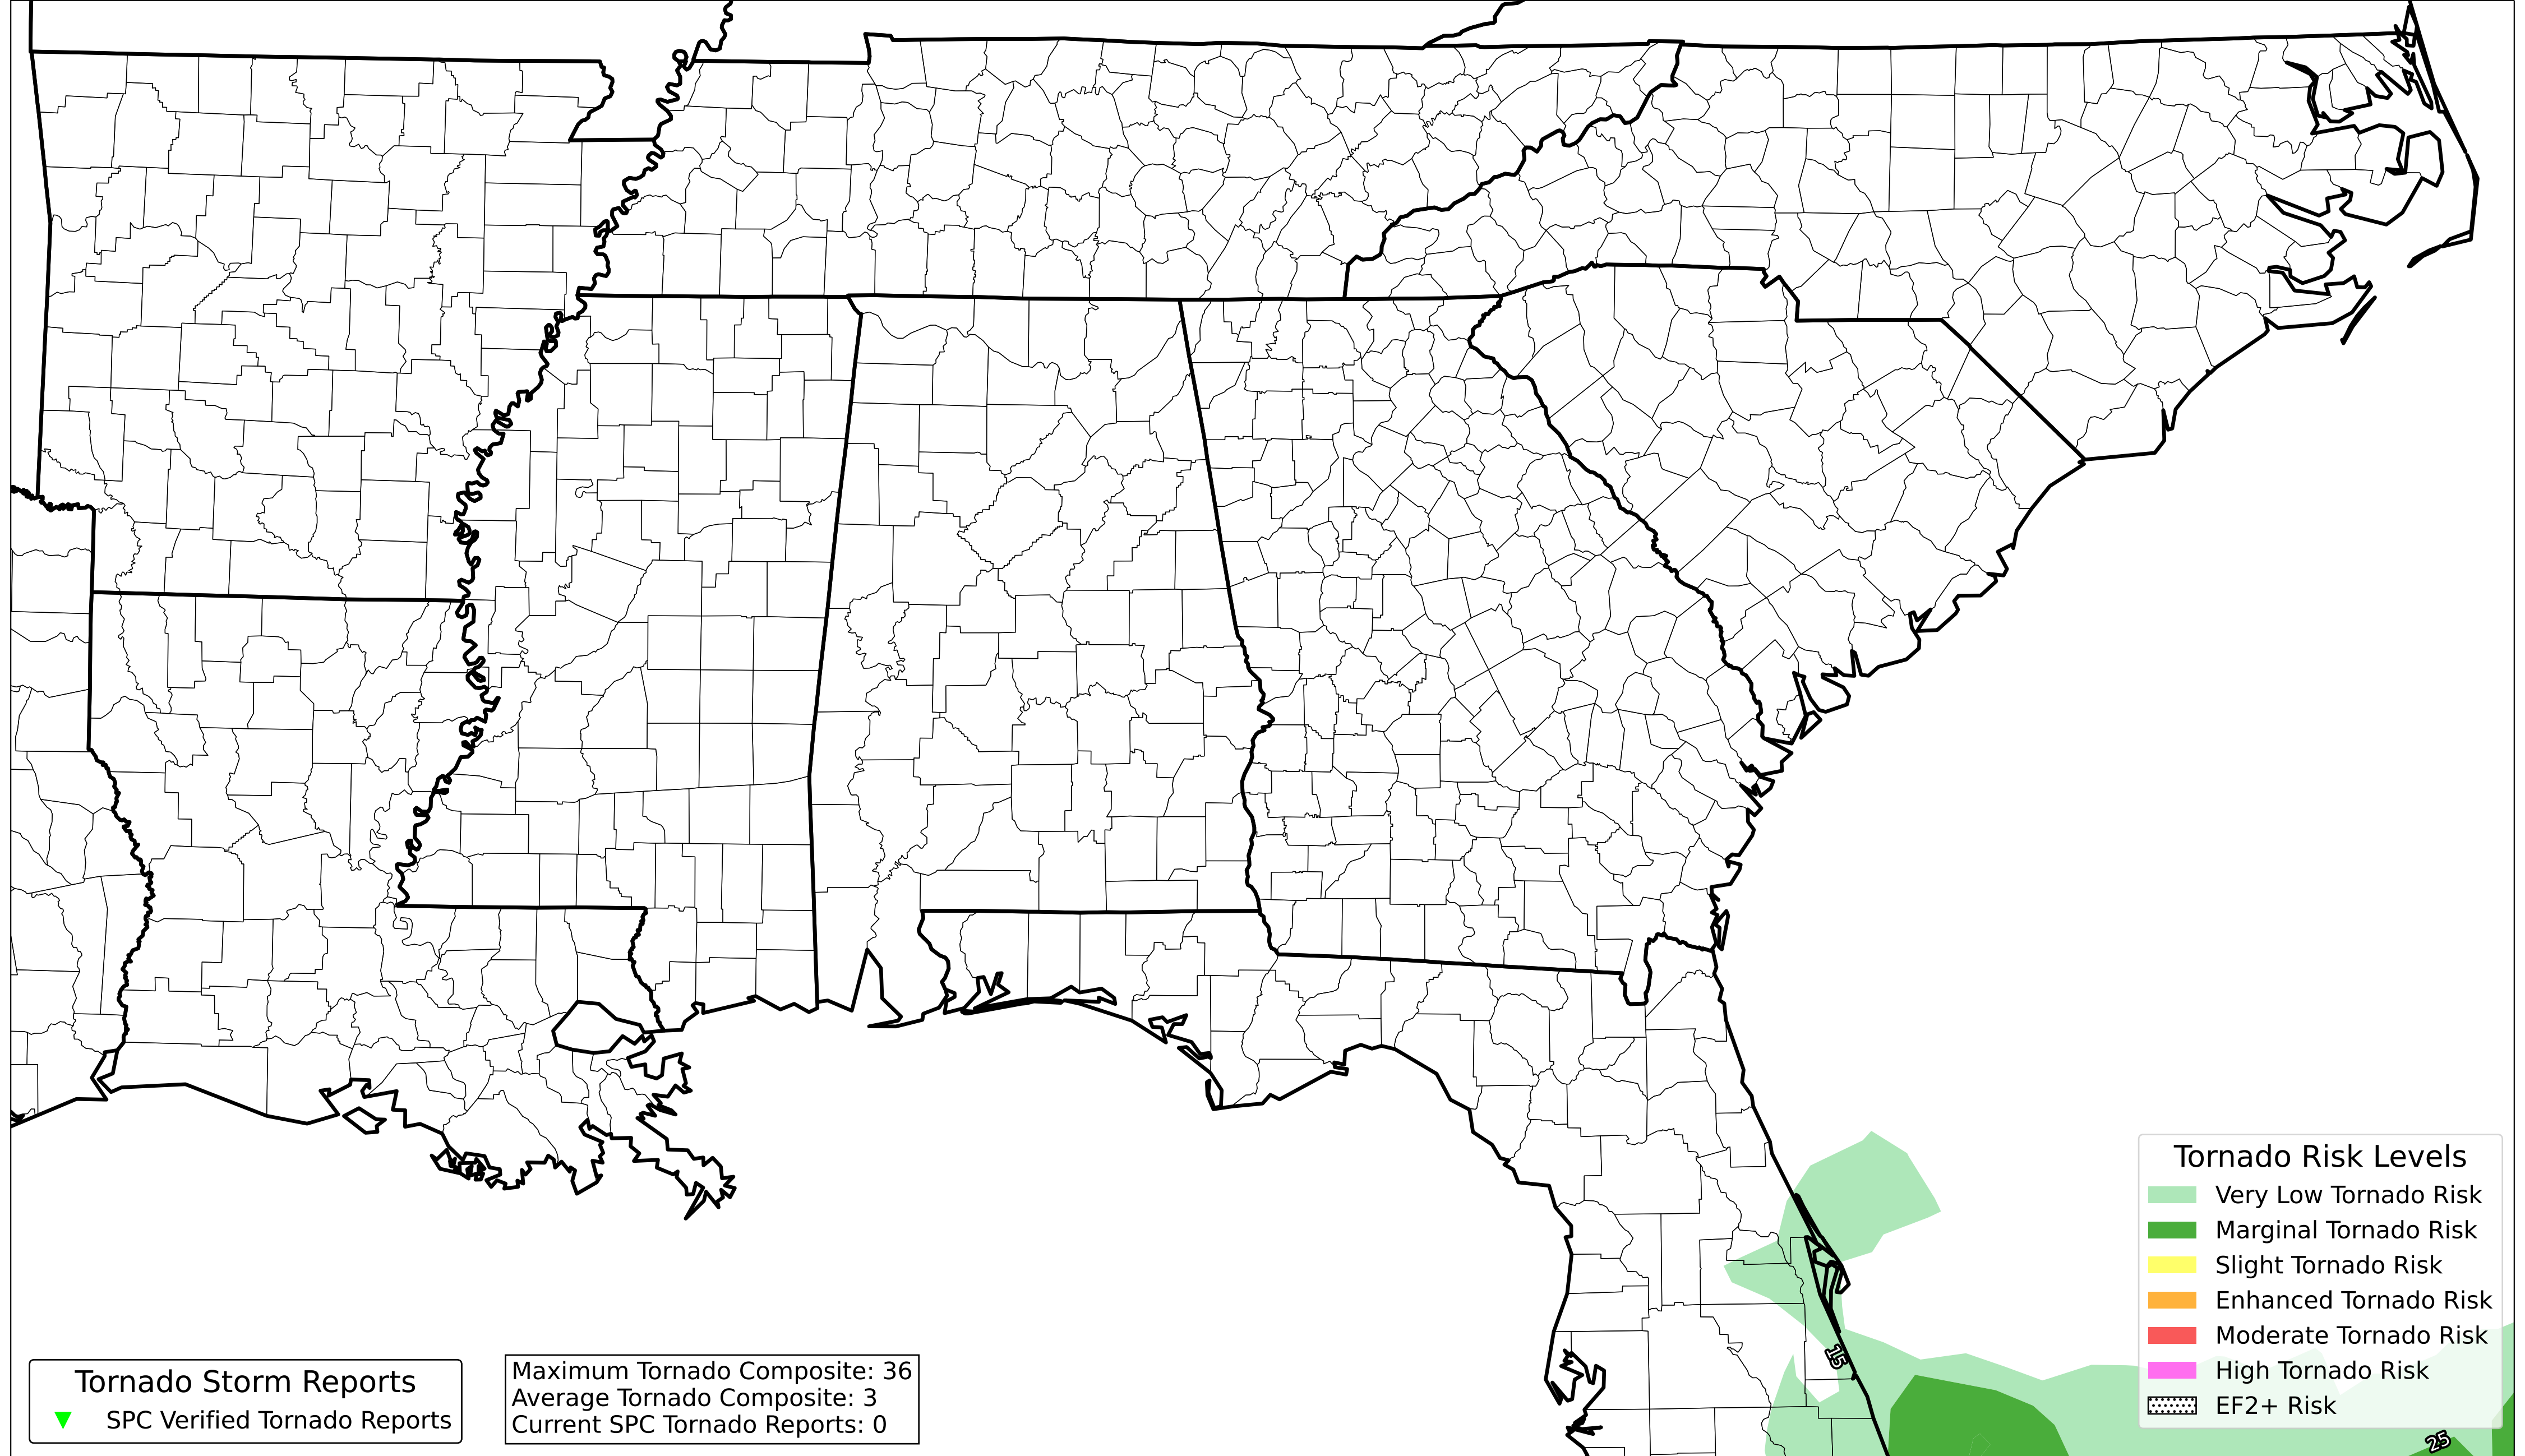 15
Tornado Risk Levels
Very Low Tornado Risk
Marginal Tornado Risk
Slight Tornado Risk
Enhanced Tornado Risk
Moderate Tornado Risk
High Tornado Risk
EF2+ Risk
Tornado Storm Reports
SPC Verified Tornado Reports
Maximum Tornado Composite: 36
Average Tornado Composite: 3
Current SPC Tornado Reports: 0
25